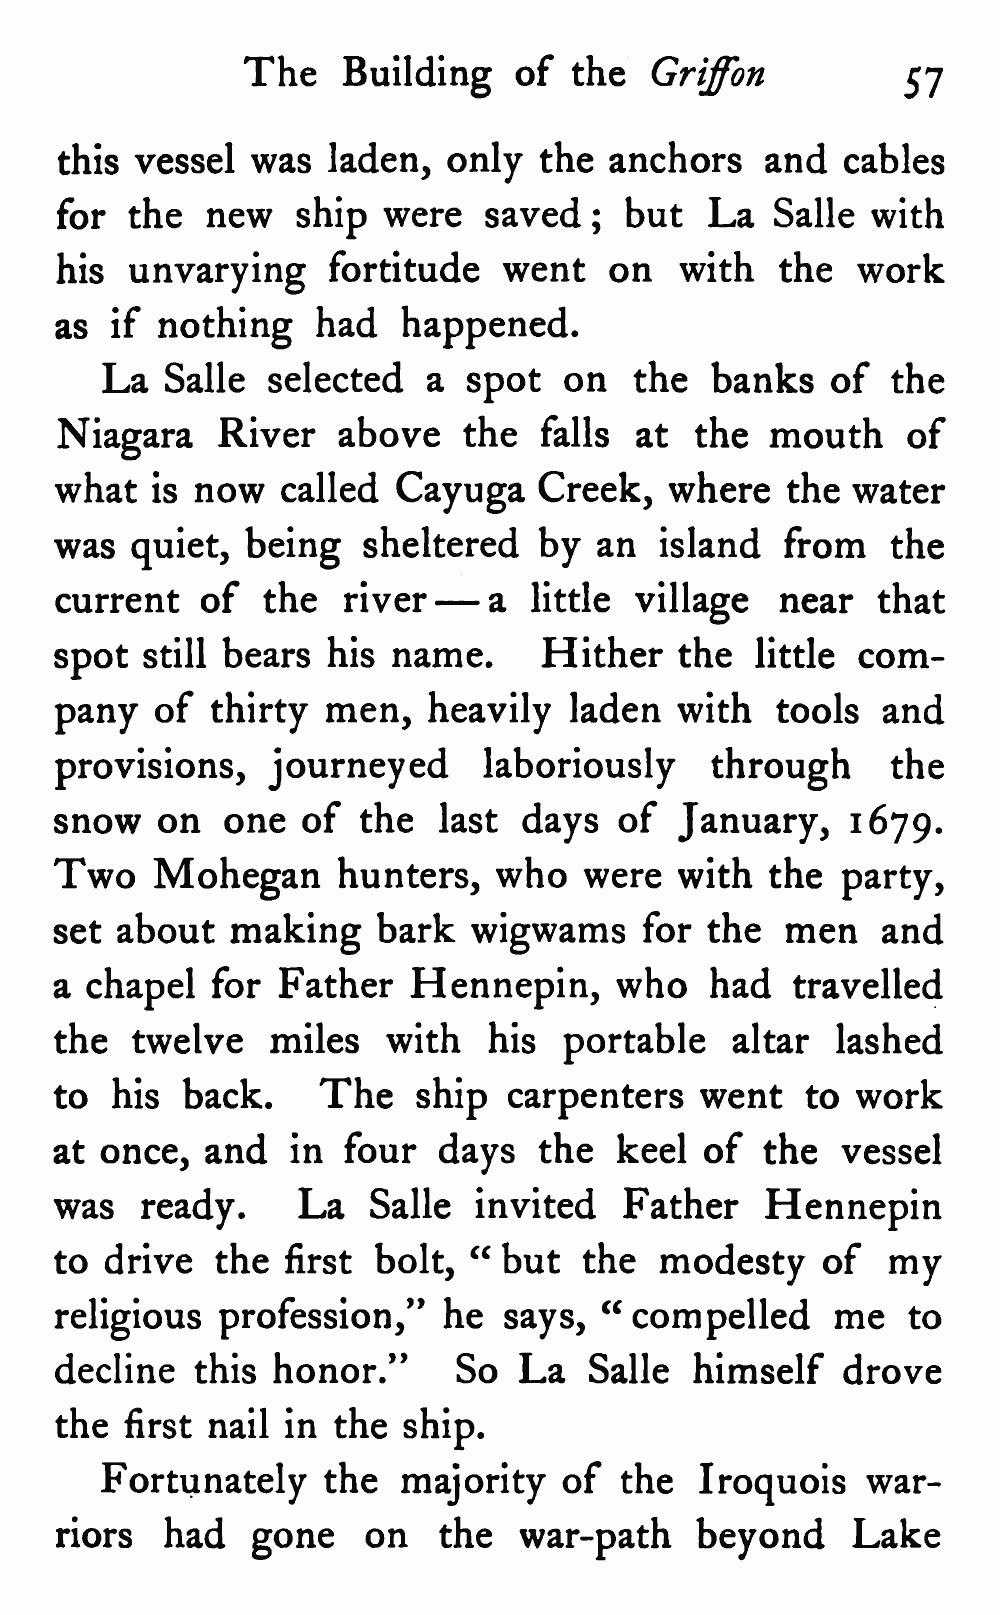 The Building of the Griffon 57
this vessel was laden, only the anchors and cables
for the new ship were saved ; but La Salle with
his unvarying fortitude went on with the work
as if nothing had happened.
La Salle selected a spot on the banks of the
Niagara River above the falls at the mouth of
what is now called Cayuga Creek, where the water
was quiet, being sheltered by an island from the
current of the river — a little village near that
spot still bears his name. Hither the little com-
pany of thirty men, heavily laden with tools and
provisions, journeyed laboriously through the
snow on one of the last days of January, 1679.
Two Mohegan hunters, who were with the party,
set about making bark wigwams for the men and
a chapel for Father Hennepin, who had travelled
the twelve miles with his portable altar lashed
to his back. The ship carpenters went to work
at once, and in four days the keel of the vessel
was ready. La Salle invited Father Hennepin
to drive the first bolt, “ but the modesty of my
religious profession,” he says, “ compelled me to
decline this honor.” So La Salle himself drove
the first nail in the ship.
Fortunately the majority of the Iroquois war-
riors had gone on the war-path beyond Lake